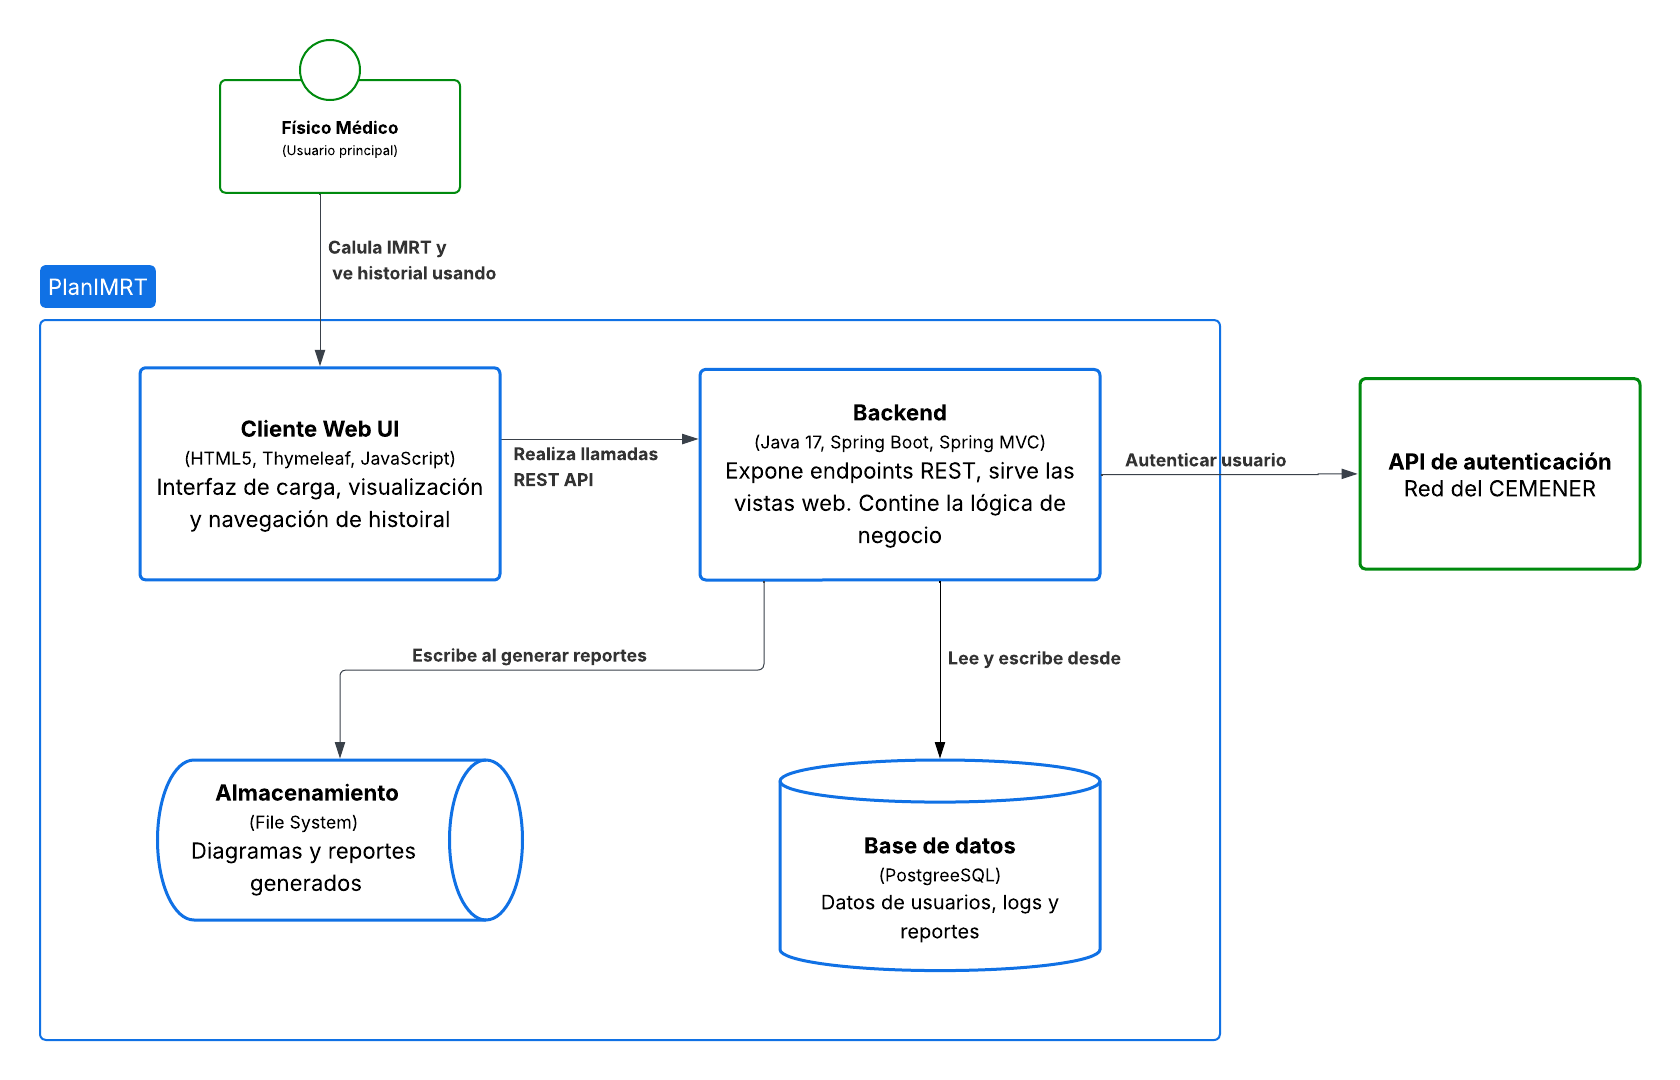 Físico Médico
(Usuario principal)
Calula IMRT y
ve historial usando
PlanIMRT
Cliente Web UI
(HTML5, Thymeleaf, JavaScript)
Interfaz de carga, visualización
y navegación de histoiral
Realiza llamadas
REST API
Backend
(Java 17, Spring Boot, Spring MVC)
Expone endpoints REST, sirve las
vistas web. Contine la lógica de
negocio
Autenticar usuario
API de autenticación
Red del CEMENER
Escribe al generar reportes
Lee y escribe desde
Almacenamiento
(File System)
Diagramas y reportes
generados
Base de datos
(PostgreeSQL)
Datos de usuarios, logs y
reportes